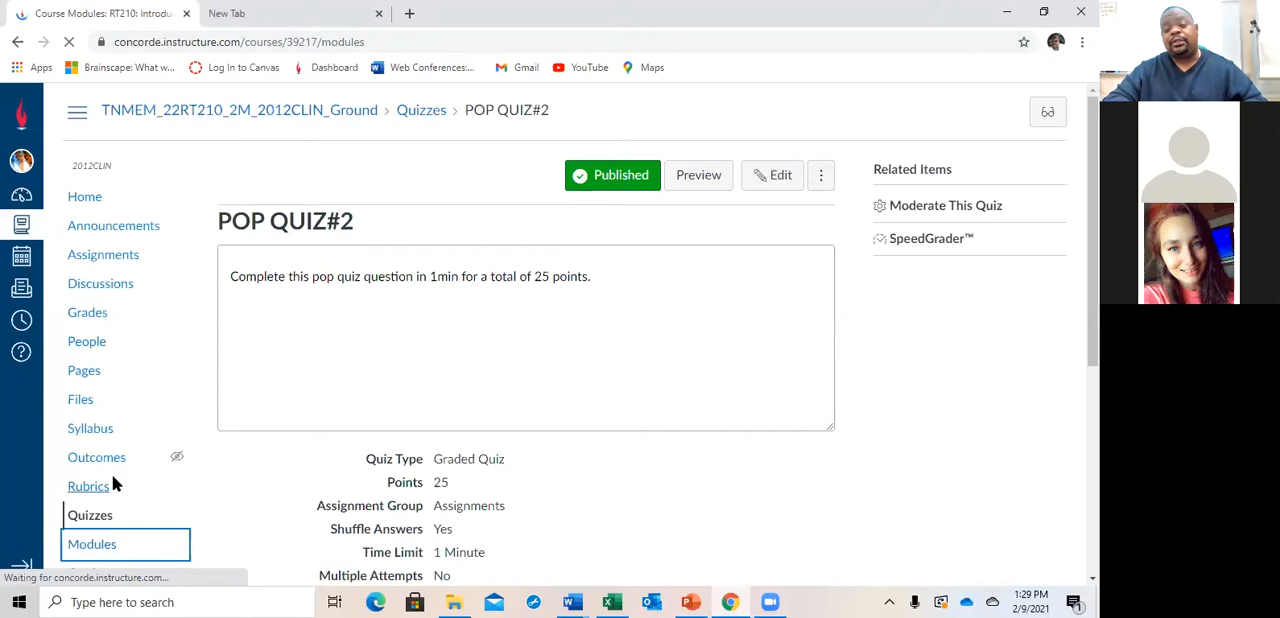 Course Modules: RT210: Introdu
New Tab
concorde.instructure.com/courses/39217/modules
Apps
Brainscape: What w...
Log In to Canvas
Dashboard
Web Conferences:...
Gmail
YouTube
Maps
TNMEM_22RT210_2M_2012CLIN_Ground › Quizzes › POP QUIZ#2
2012CLIN
Home
Announcements
Assignments
Discussions
Grades
People
Pages
Files
Syllabus
Outcomes
Rubrics
Quizzes
Modules
Published
Preview
Edit
POP QUIZ#2
Complete this pop quiz question in 1min for a total of 25 points.
Quiz Type Graded Quiz
Points 25
Assignment Group Assignments
Shuffle Answers Yes
Time Limit 1 Minute
Multiple Attempts No
Related Items
Moderate This Quiz
SpeedGrader™
Waiting for concorde.instructure.com...
Type here to search
1:29 PM
2/9/2021